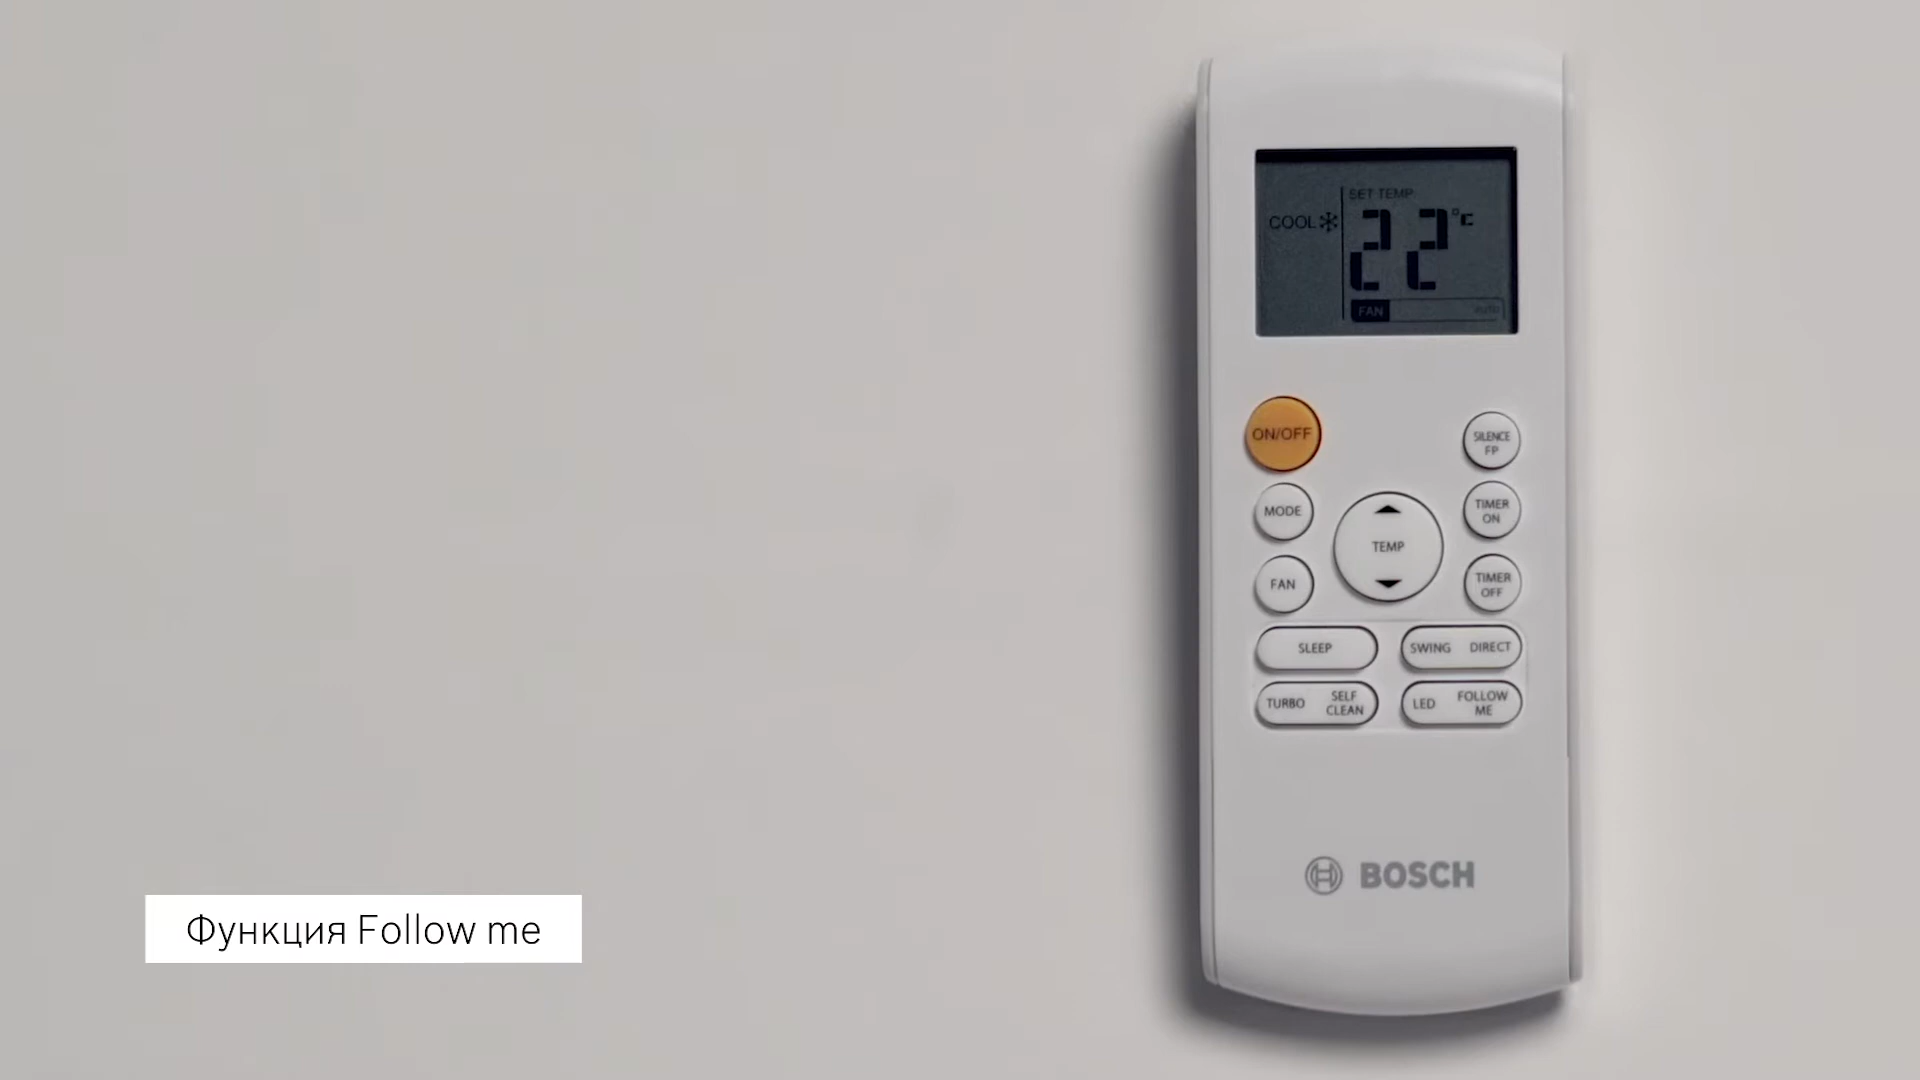 SET TEMP
COOL 22 °C
FAN AUTO
ON/OFF
SILENCE
FP
MODE
TEMP
TIMER
ON
FAN
TIMER
OFF
SLEEP
SWING DIRECT
TURBO SELF
CLEAN
LED FOLLOW
ME
BOSCH
Функция Follow me